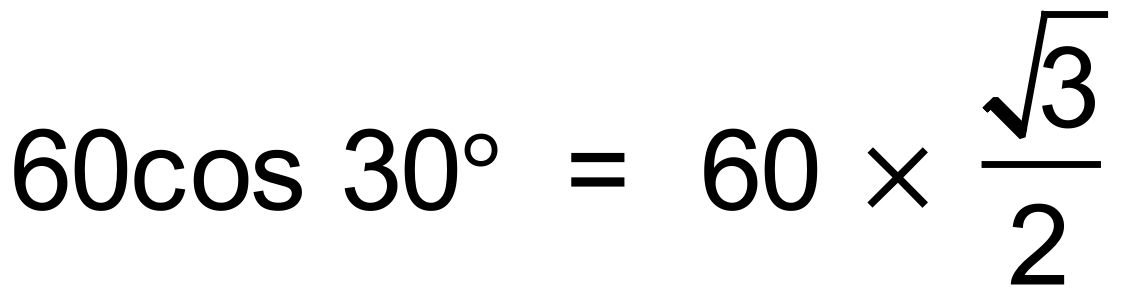 60cos 30° = 60 × √3/2